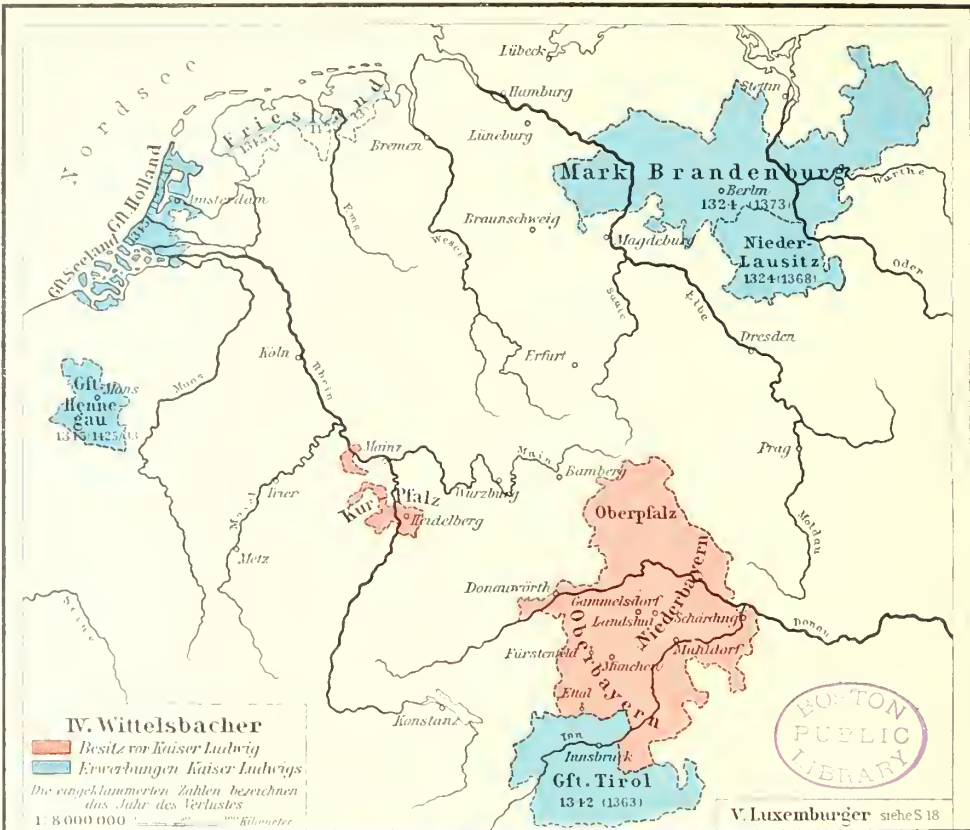 Nordsee
Lübeck
Hamburg
Stettin
Friesland
Bremen
Lüneburg
Mark Brandenburg
Berlin
1324 (1373)
Warthe
Gft. Holland
Amsterdam
Ems
Weser
Braunschweig
Magdeburg
Nieder-
Lausitz
1324 (1368)
Oder
Gft. Seeland
Saale
Elbe
Dresden
Köln
Rhein
Erfurt
Maas
Gft.
Mons
Henne-
gau
Mainz
Main
Bamberg
Prag
Trier
Mosel
Würzburg
Kur Pfalz
Heidelberg
Oberpfalz
Moldau
Metz
Donauwörth
Gammelsdorf
Landshut
Niederbayern
Schärding
Donau
Seine
Oberbayern
Fürstenfeld
München
Mühldorf
Ettal
Konstanz
Inn
Innsbruck
Gft. Tirol
1342 (1363)
IV. Wittelsbacher
Besitz vor Kaiser Ludwig
Erwerbungen Kaiser Ludwigs
Die eingeklammerten Zahlen bezeichnen
das Jahr des Verlustes
1:8 000 000
Kilometer
BOSTON
PUBLIC
LIBRARY
V. Luxemburger siehe S 18